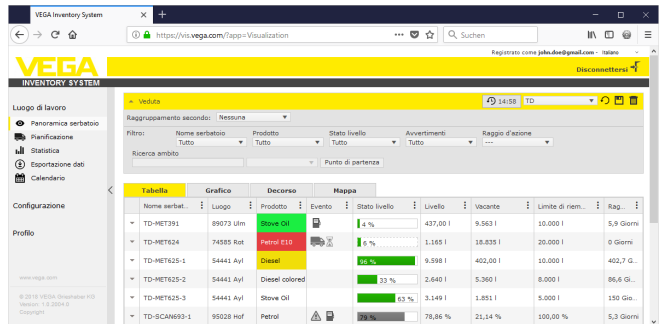 VEGA Inventory System
https://vis.vega.com/?app=Visualization
Suchen
Registrato come john.doe@gmail.com - Italiano
VEGA
INVENTORY SYSTEM
Disconnettersi
Luogo di lavoro
Panoramica serbatoio
Pianificazione
Statistica
Esportazione dati
Calendario
Configurazione
Profilo
www.vega.com
© 2018 VEGA Grieshaber KG
Copyright
Veduta
14:58 TD
Raggruppamento secondo: Nessuna
Filtro: Nome serbatoio Prodotto Stato livello Avvertimenti Raggio d'azione
Tutto Tutto Tutto Tutto ---
Ricerca ambito
Punto di partenza
Tabella Grafico Decorso Mappa
Nome serbat... Luogo Prodotto Evento Stato livello Livello Vacante Limite di riem... Rag...
TD-MET391 89073 Ulm Stove Oil 4 % 437,00 l 9.563 l 10.000 l 5,9 Giorni
TD-MET624 74585 Rot Petrol E10 6 % 1.165 l 18.835 l 20.000 l 0 Giorni
TD-MET625-1 54441 Ayl Diesel 96 % 9.598 l 402,00 l 10.000 l 402,7 G...
TD-MET625-2 54441 Ayl Diesel colored 33 % 2.640 l 5.360 l 8.000 l 86,6 Gi...
TD-MET625-3 54441 Ayl Stove Oil 63 % 3.149 l 1.851 l 5.000 l 150 Gio...
TD-SCAN693-1 95028 Hof Petrol 79 % 78,86 % 21,14 % 100,00 % 5,3 Giorni